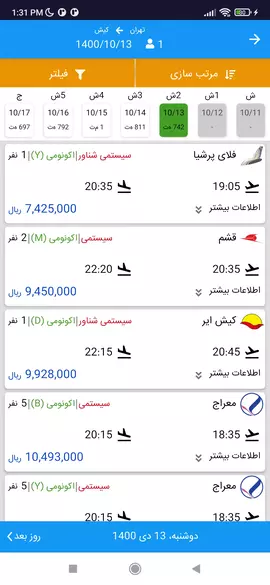 1:31 PM
تهران ← کیش
1400/10/13
1
مرتب سازی
فیلتر
ش 1ش 2ش 3ش 4ش 5ش ج
10/11 10/12 10/13 10/14 10/15 10/16 10/17
- - 742 مت 811 مت 1 م‌ت 792 مت 697 مت
فلای پرشیا سیستمی شناور|اکونومی (Y)|1 نفر
19:05 20:35
اطلاعات بیشتر 7,425,000 ریال
قشم سیستمی|اکونومی (M)|2 نفر
20:35 22:20
اطلاعات بیشتر 9,450,000 ریال
کیش ایر سیستمی شناور|اکونومی (D)|1 نفر
20:45 22:15
اطلاعات بیشتر 9,928,000 ریال
معراج سیستمی|اکونومی (B)|5 نفر
18:35 20:15
اطلاعات بیشتر 10,493,000 ریال
معراج سیستمی|اکونومی (Y)|5 نفر
18:35 20:15
دوشنبه، 13 دی 1400
روز بعد>